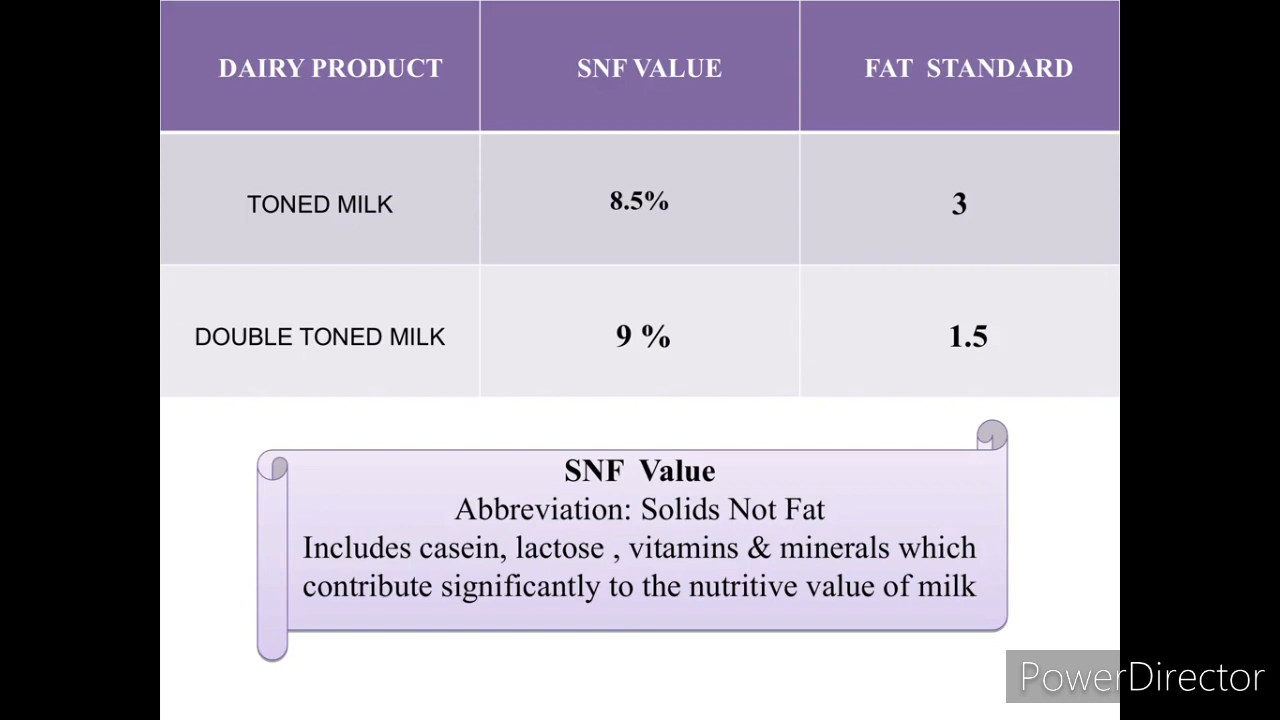 DAIRY PRODUCT SNF VALUE FAT STANDARD
TONED MILK 8.5% 3
DOUBLE TONED MILK 9 % 1.5
SNF Value
Abbreviation: Solids Not Fat
Includes casein, lactose , vitamins & minerals which
contribute significantly to the nutritive value of milk
PowerDirector